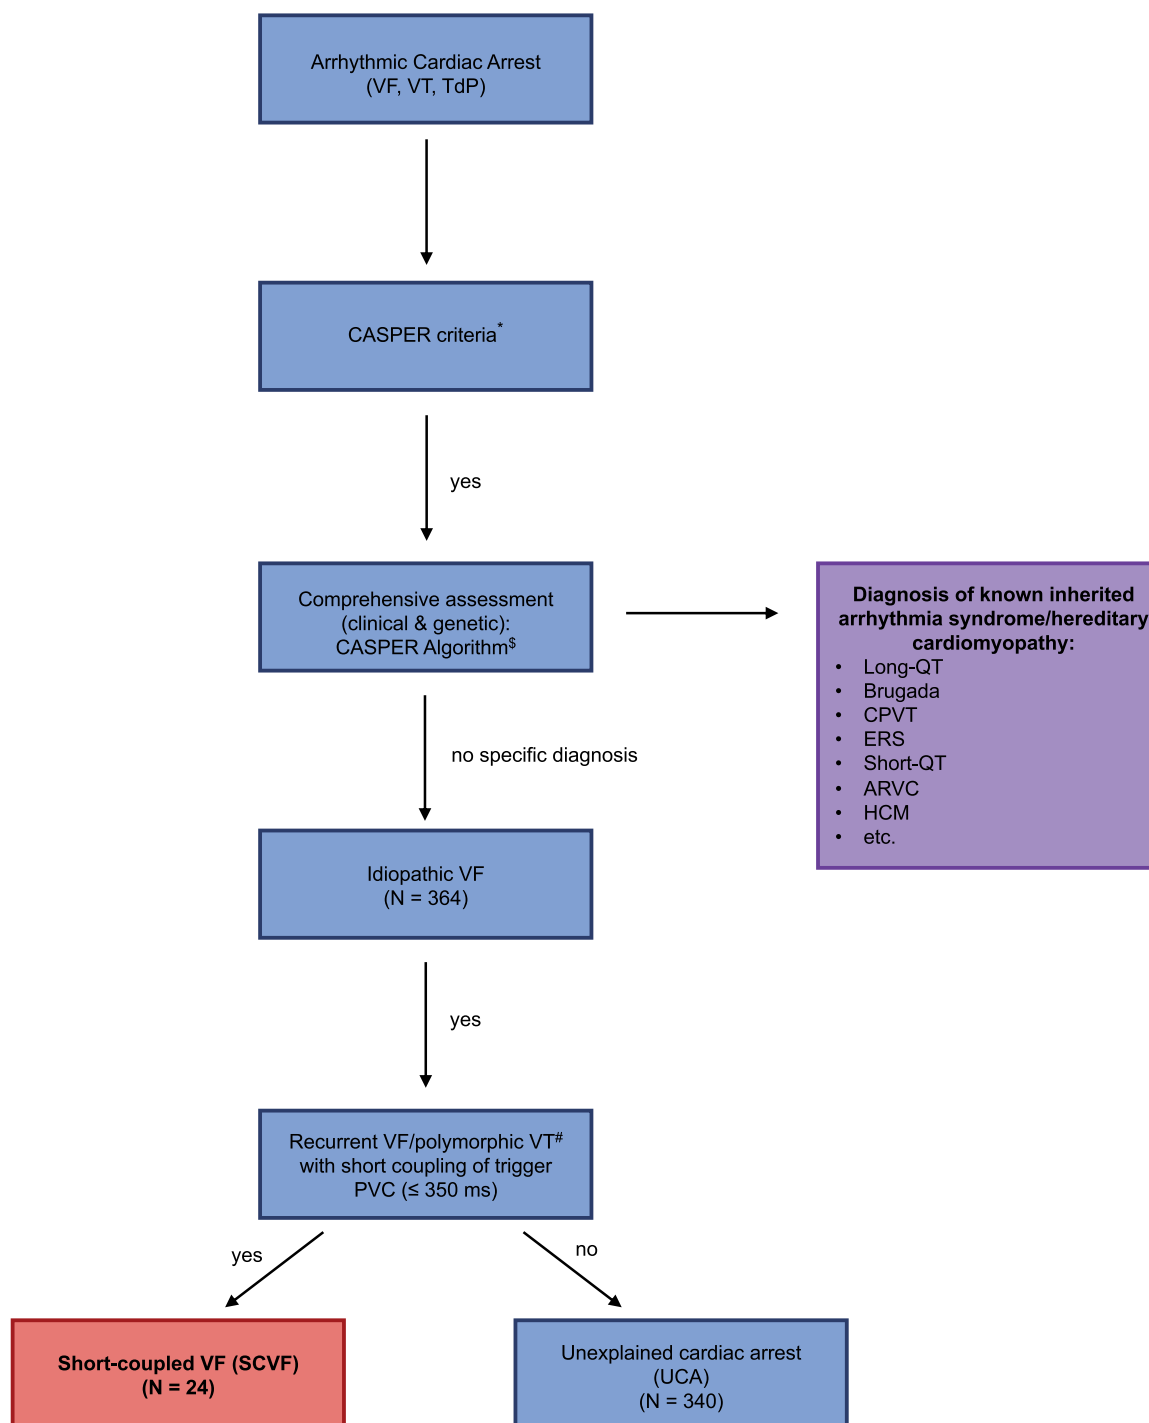 Arrhythmic Cardiac Arrest
(VF, VT, TdP)
CASPER criteria*
yes
Comprehensive assessment
(clinical & genetic):
CASPER Algorithm$
Diagnosis of known inherited
arrhythmia syndrome/hereditary
cardiomyopathy:
• Long-QT
• Brugada
• CPVT
• ERS
• Short-QT
• ARVC
• HCM
• etc.
no specific diagnosis
Idiopathic VF
(N = 364)
yes
Recurrent VF/polymorphic VT#
with short coupling of trigger
PVC (≤ 350 ms)
yes
no
Short-coupled VF (SCVF)
(N = 24)
Unexplained cardiac arrest
(UCA)
(N = 340)